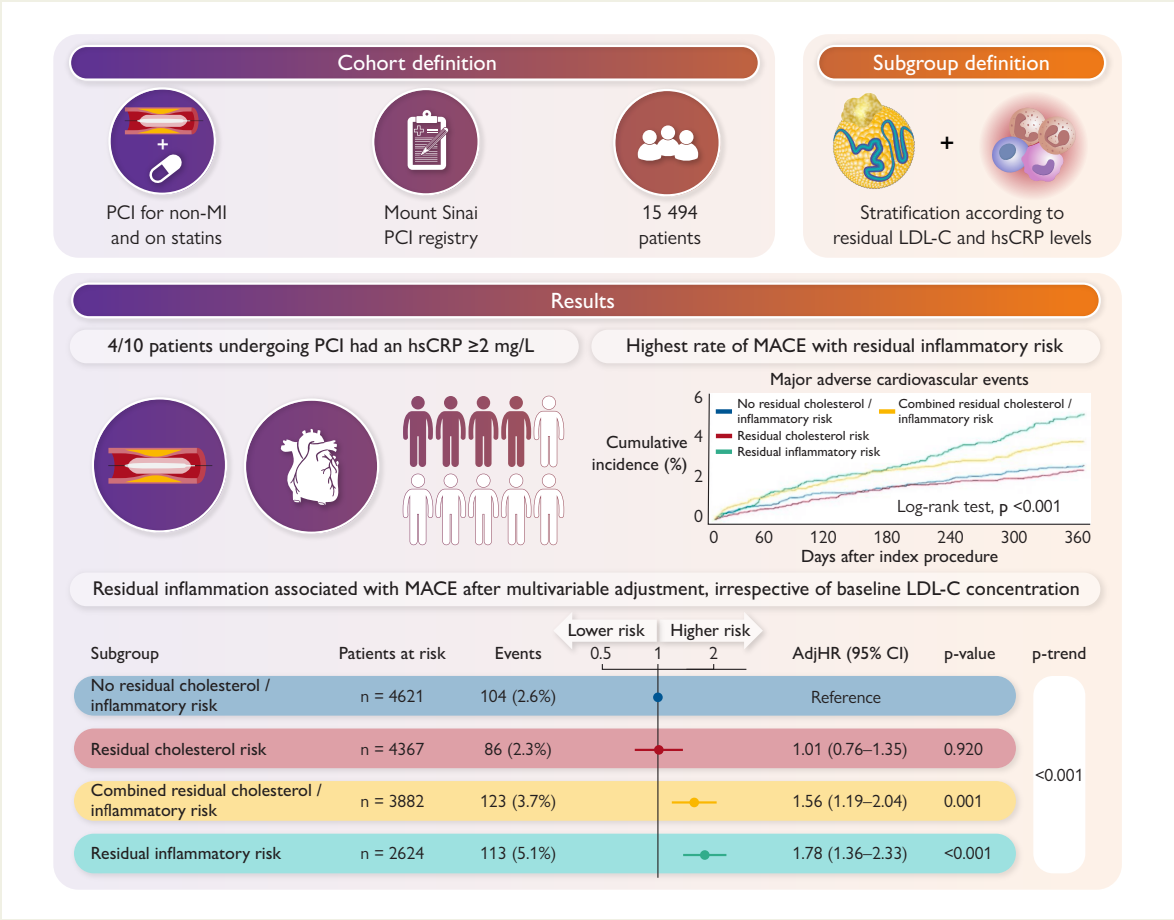 Cohort definition
PCI for non-MI
and on statins
Mount Sinai
PCI registry
15 494
patients
Subgroup definition
+
Stratification according to
residual LDL-C and hsCRP levels
Results
4/10 patients undergoing PCI had an hsCRP ≥2 mg/L
Highest rate of MACE with residual inflammatory risk
Major adverse cardiovascular events
Cumulative
incidence (%)
6
4
2
0
No residual cholesterol /
inflammatory risk
Residual cholesterol risk
Residual inflammatory risk
Combined residual cholesterol /
inflammatory risk
Log-rank test, p <0.001
0 60 120 180 240 300 360
Days after index procedure
Residual inflammation associated with MACE after multivariable adjustment, irrespective of baseline LDL-C concentration
Lower risk Higher risk
Subgroup Patients at risk Events 0.5 1 2 AdjHR (95% CI) p-value p-trend
No residual cholesterol /
inflammatory risk
n = 4621 104 (2.6%) Reference
Residual cholesterol risk n = 4367 86 (2.3%) 1.01 (0.76–1.35) 0.920
<0.001
Combined residual cholesterol /
inflammatory risk
n = 3882 123 (3.7%) 1.56 (1.19–2.04) 0.001
Residual inflammatory risk n = 2624 113 (5.1%) 1.78 (1.36–2.33) <0.001